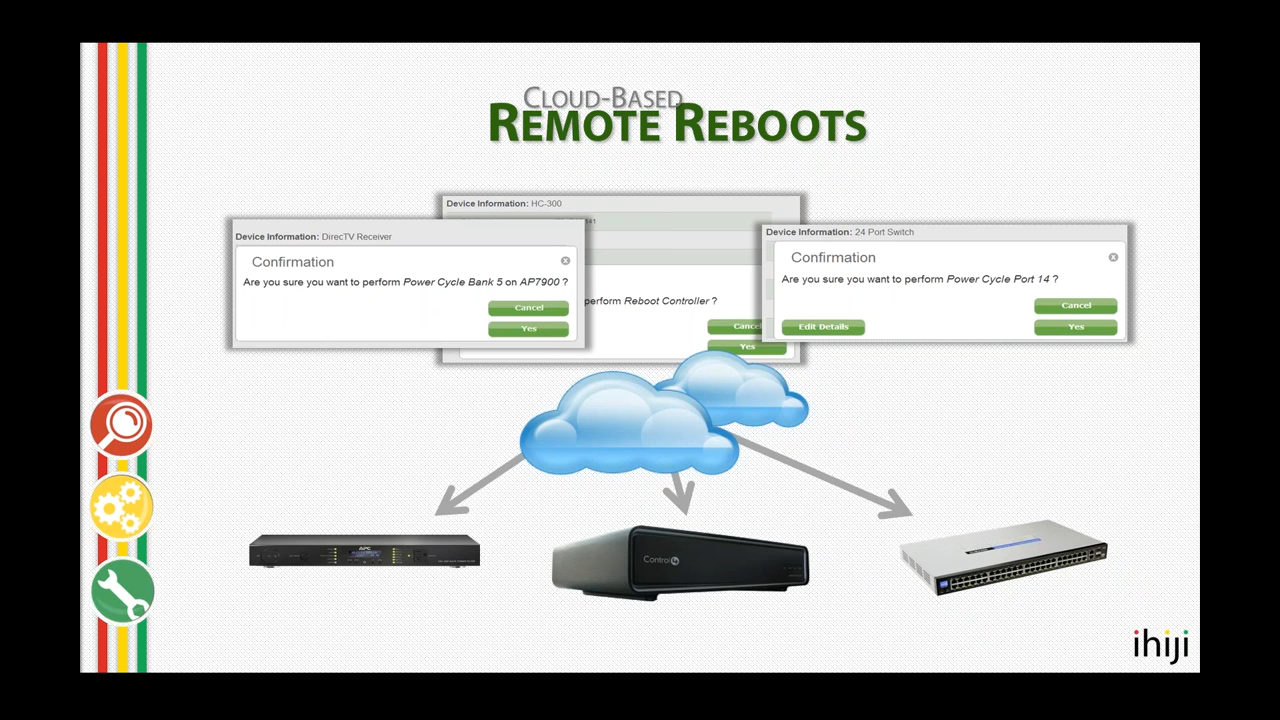 CLOUD-BASED
REMOTE REBOOTS
Device Information: HC-300
Device Information: DirecTV Receiver
Confirmation
Are you sure you want to perform Power Cycle Bank 5 on AP7900 ?
Cancel
Yes
perform Reboot Controller ?
Cance
Yes
Device Information: 24 Port Switch
Confirmation
Are you sure you want to perform Power Cycle Port 14 ?
Cancel
Edit Details
Yes
APC
Control4
ihiji